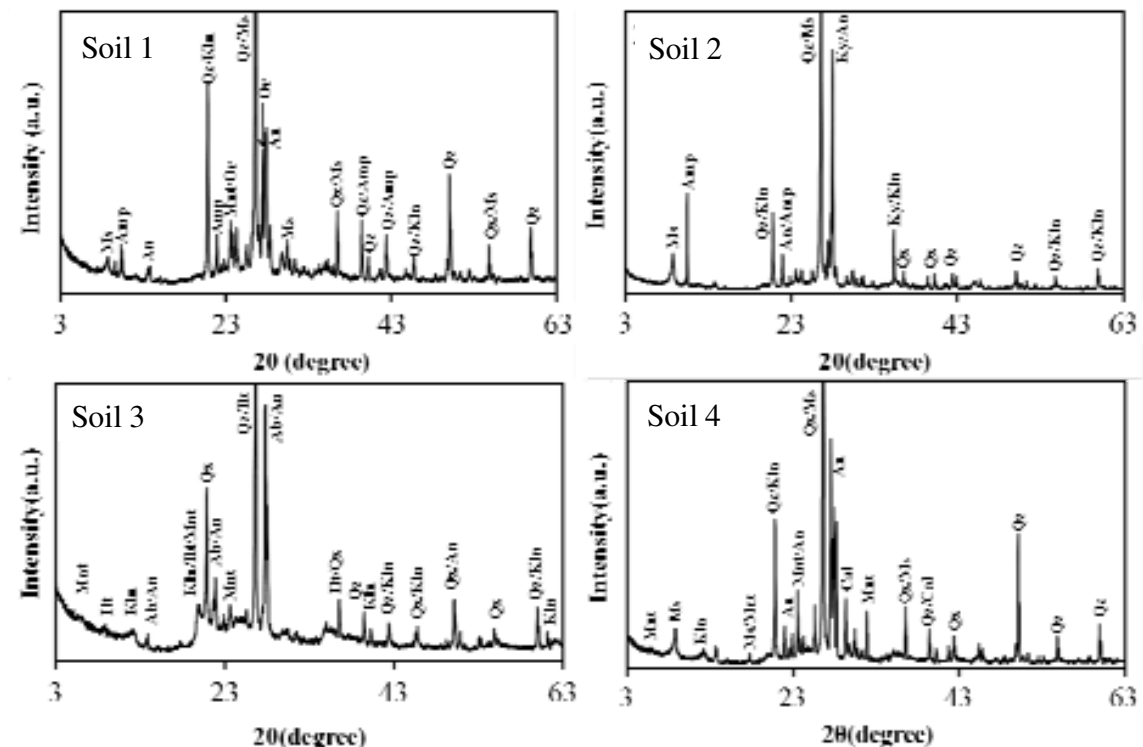 Soil 1
Intensity (a.u.)
Ms
Amp
An
Qz/Kln
Amp
Mnt/Or
Qz/Ms
Or
An
Ms
Qz/Ms
Qz/Amp
Qz
Qz/Amp
Qz/Kln
Qz
Qz/Ms
Qz
3 23 43 63
2θ (degree)
Soil 2
Intensity (a.u.)
Ms
Amp
Qz/Kln
An/Amp
Qz/Ms
Ky/An
Ky/Kln
Qz
Qz
Qz
Qz
Qz/Kln
Qz/Kln
3 23 43 63
2θ(degree)
Soil 3
Intensity(a.u.)
Mnt
Kln
Ab/An
Qz
Ab/An
Mnt
Ab/An
Qz
Kln
Qz/Kln
Qz/Kln
Qz/An
Qz
Qz/Kln
Kln
3 23 43 63
2θ(degree)
Soil 4
Intensity(a.u.)
Mnt
Ms
Kln
Ms/Mnt
Qz/Kln
An
Mnt/An
Qz/Ms
An
Cal
Mnt
Qz/Ms
Qz/Cal
Qz
Qz
Qz
Qz
3 23 43 63
2θ(degree)